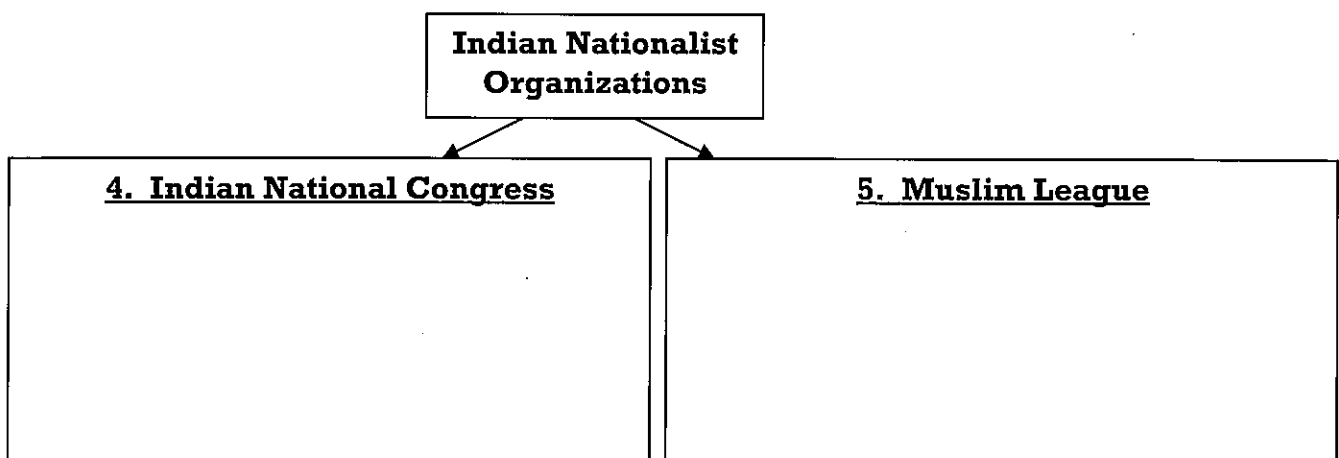 Indian Nationalist
Organizations
4. Indian National Congress
5. Muslim League